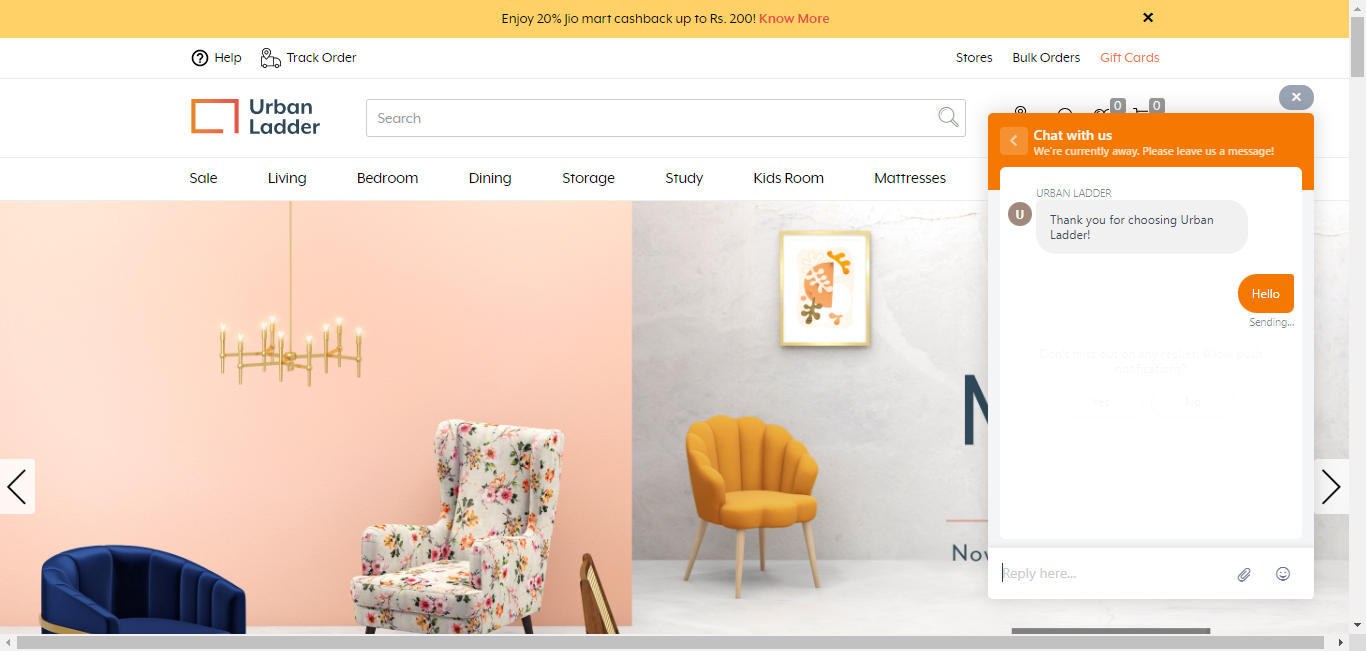 Enjoy 20% Jio mart cashback up to Rs. 200! Know More
Help
Track Order
Stores
Bulk Orders
Gift Cards
Urban
Ladder
Search
0
0
Sale
Living
Bedroom
Dining
Storage
Study
Kids Room
Mattresses
Chat with us
We're currently away. Please leave us a message!
URBAN LADDER
U
Thank you for choosing Urban
Ladder!
Hello
Sending...
Don't miss out on any replies! Allow push
notifications?
Yes
No
Reply here...
M
Nov